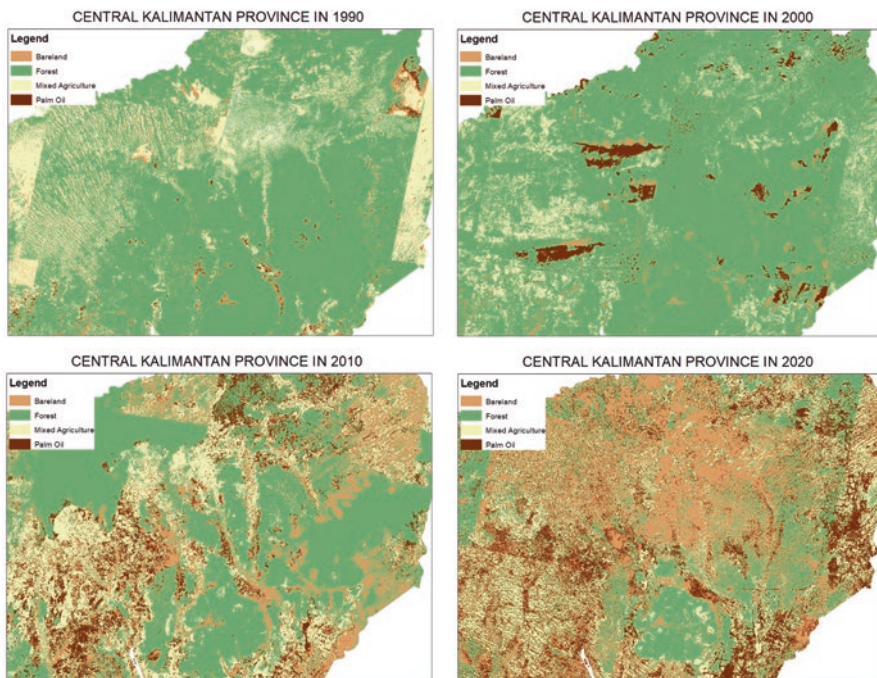 CENTRAL KALIMANTAN PROVINCE IN 1990
Legend
Bareland
Forest
Mixed Agriculture
Palm Oil
CENTRAL KALIMANTAN PROVINCE IN 2000
Legend
Bareland
Forest
Mixed Agriculture
Palm Oil
CENTRAL KALIMANTAN PROVINCE IN 2010
Legend
Bareland
Forest
Mixed Agriculture
Palm Oil
CENTRAL KALIMANTAN PROVINCE IN 2020
Legend
Bareland
Forest
Mixed Agriculture
Palm Oil